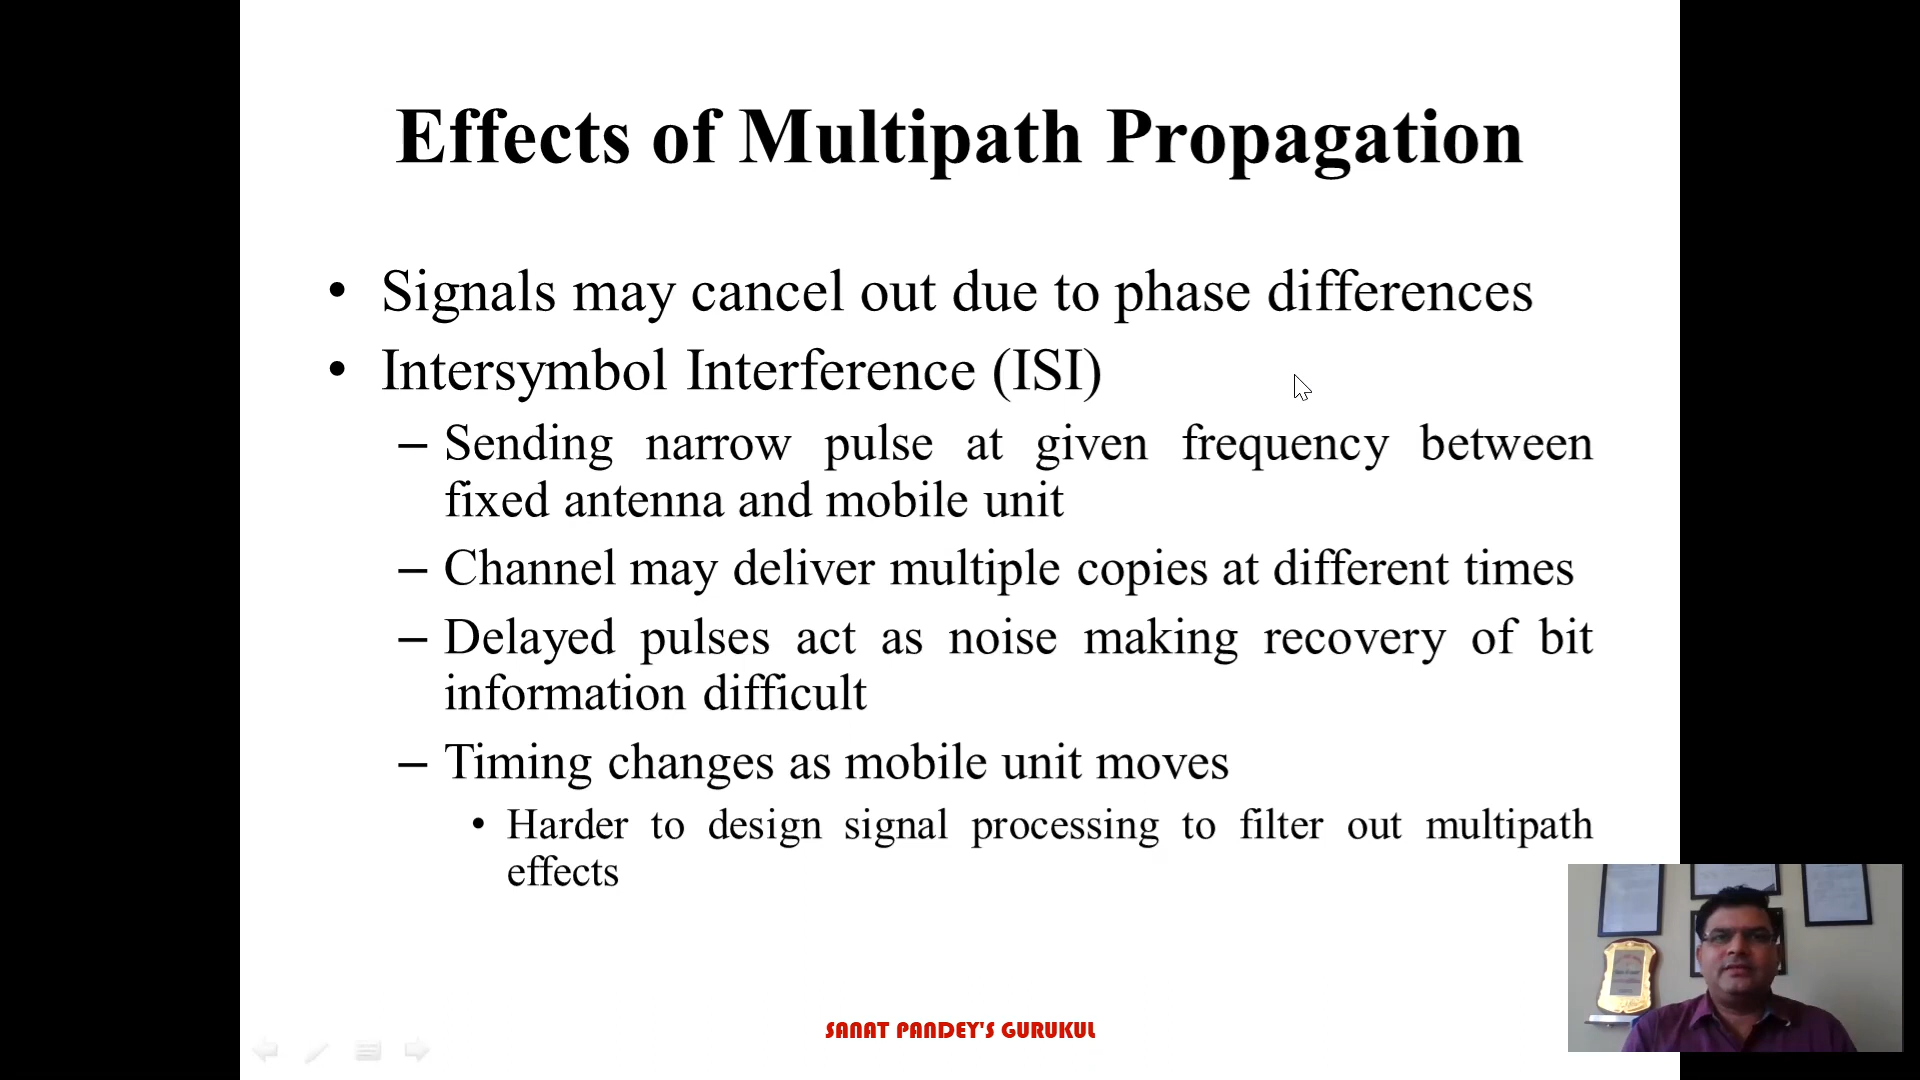 Effects of Multipath Propagation
• Signals may cancel out due to phase differences
• Intersymbol Interference (ISI)
– Sending narrow pulse at given frequency between
fixed antenna and mobile unit
– Channel may deliver multiple copies at different times
– Delayed pulses act as noise making recovery of bit
information difficult
– Timing changes as mobile unit moves
• Harder to design signal processing to filter out multipath
effects
SANAT PANDEY'S GURUKUL